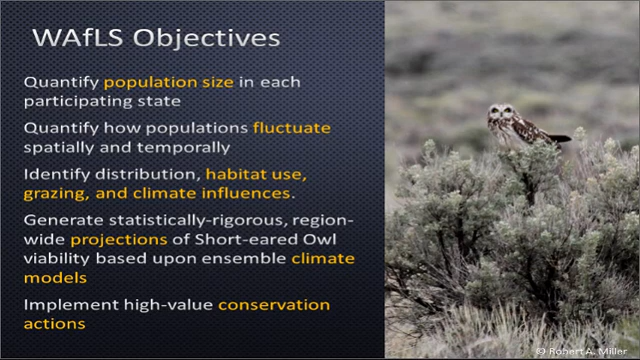 WAfLS Objectives
Quantify population size in each
participating state
Quantify how populations fluctuate
spatially and temporally
Identify distribution, habitat use,
grazing, and climate influences.
Generate statistically-rigorous, region-
wide projections of Short-eared Owl
viability based upon ensemble climate
models
Implement high-value conservation
actions
© Robert A. Miller